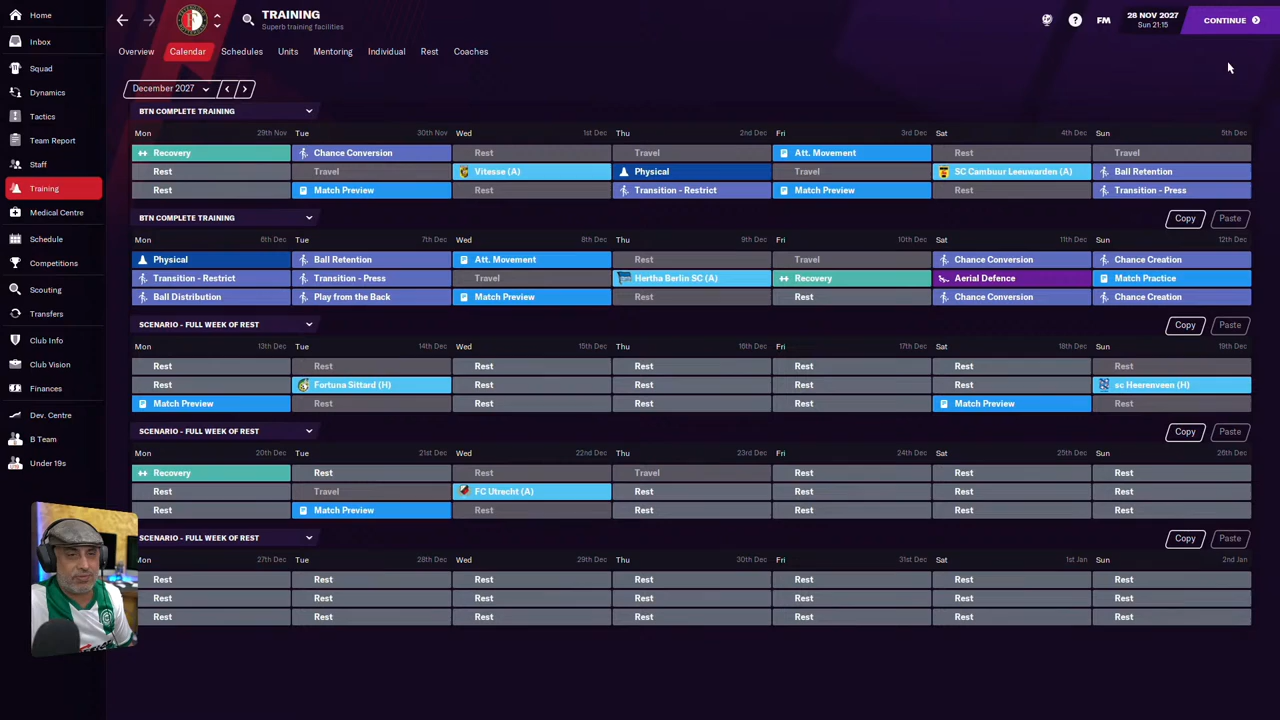 Home
Inbox
Squad
Dynamics
Tactics
Team Report
Staff
Training
Medical Centre
Schedule
Competitions
Scouting
Transfers
Club Info
Club Vision
Finances
Dev. Centre
B Team
Under 19s
TRAINING
Superb training facilities
FM
28 NOV 2027
Sun 21:15
CONTINUE
Overview Calendar Schedules Units Mentoring Individual Rest Coaches
December 2027
BTN COMPLETE TRAINING
Mon 29th Nov Tue 30th Nov Wed 1st Dec Thu 2nd Dec Fri 3rd Dec Sat 4th Dec Sun 5th Dec
Recovery Chance Conversion Rest Travel Att. Movement Rest Travel
Rest Travel Vitesse (A) Physical Travel SC Cambuur Leeuwarden (A) Ball Retention
Rest Match Preview Rest Transition - Restrict Match Preview Rest Transition - Press
BTN COMPLETE TRAINING Copy Paste
Mon 6th Dec Tue 7th Dec Wed 8th Dec Thu 9th Dec Fri 10th Dec Sat 11th Dec Sun 12th Dec
Physical Ball Retention Att. Movement Rest Travel Chance Conversion Chance Creation
Transition - Restrict Transition - Press Travel Hertha Berlin SC (A) Recovery Aerial Defence Match Practice
Ball Distribution Play from the Back Match Preview Rest Rest Chance Conversion Chance Creation
SCENARIO - FULL WEEK OF REST Copy Paste
Mon 13th Dec Tue 14th Dec Wed 15th Dec Thu 16th Dec Fri 17th Dec Sat 18th Dec Sun 19th Dec
Rest Rest Rest Rest Rest Rest Rest
Rest Fortuna Sittard (H) Rest Rest Rest Rest sc Heerenveen (H)
Match Preview Rest Rest Rest Rest Match Preview Rest
SCENARIO - FULL WEEK OF REST Copy Paste
Mon 20th Dec Tue 21st Dec Wed 22nd Dec Thu 23rd Dec Fri 24th Dec Sat 25th Dec Sun 26th Dec
Recovery Rest Rest Travel Rest Rest Rest
Rest Travel FC Utrecht (A) Rest Rest Rest Rest
Rest Match Preview Rest Rest Rest Rest Rest
SCENARIO - FULL WEEK OF REST Copy Paste
Mon 27th Dec Tue 28th Dec Wed 29th Dec Thu 30th Dec Fri 31st Dec Sat 1st Jan Sun 2nd Jan
Rest Rest Rest Rest Rest Rest Rest
Rest Rest Rest Rest Rest Rest Rest
Rest Rest Rest Rest Rest Rest Rest